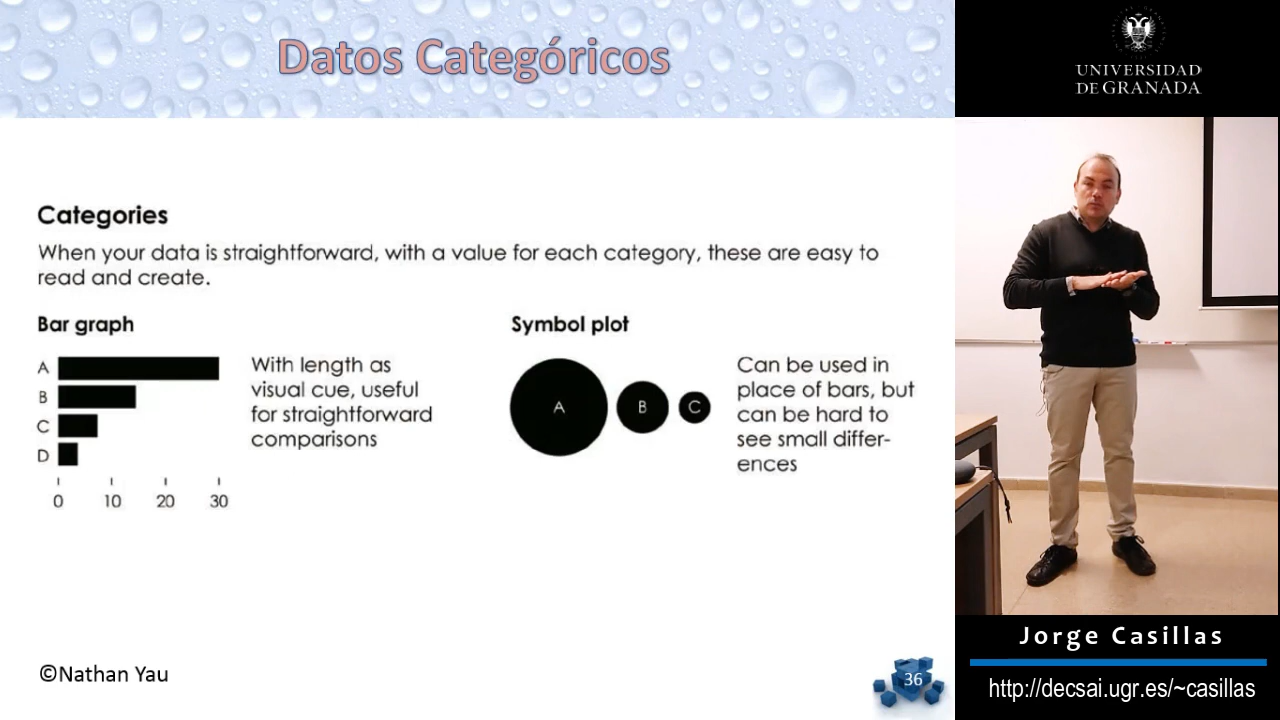 Datos Categóricos
Categories
When your data is straightforward, with a value for each category, these are easy to
read and create.
Bar graph
A
B
C
D
0 10 20 30
With length as
visual cue, useful
for straightforward
comparisons
Symbol plot
A B C
Can be used in
place of bars, but
can be hard to
see small differ-
ences
©Nathan Yau
36
UNIVERSIDAD
DE GRANADA
Jorge Casillas
http://decsai.ugr.es/~casillas